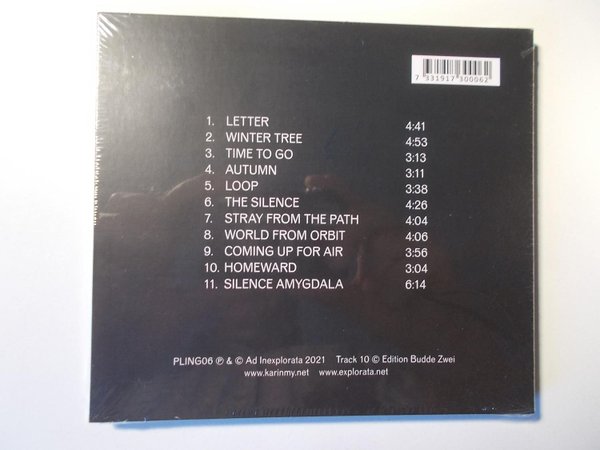 7 331917 300062
1. LETTER 4:41
2. WINTER TREE 4:53
3. TIME TO GO 3:13
4. AUTUMN 3:11
5. LOOP 3:38
6. THE SILENCE 4:26
7. STRAY FROM THE PATH 4:04
8. WORLD FROM ORBIT 4:06
9. COMING UP FOR AIR 3:56
10. HOMEWARD 3:04
11. SILENCE AMYGDALA 6:14
PLING06 ℗ & © Ad Inexplorata 2021 Track 10 © Edition Budde Zwei
www.karinmy.net www.explorata.net